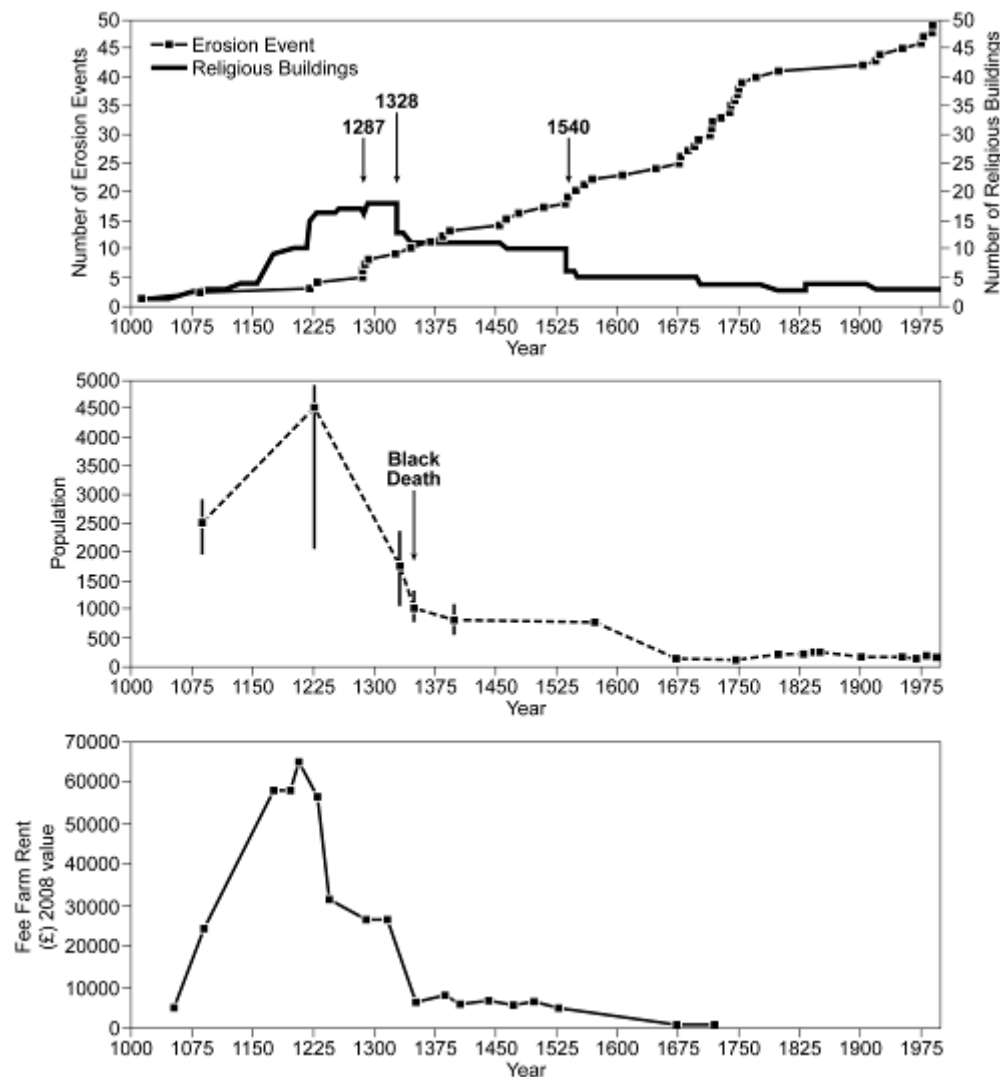 Erosion Event
Religious Buildings
1287
1328
1540
Number of Erosion Events
Number of Religious Buildings
50
45
40
35
30
25
20
15
10
5
0
50
45
40
35
30
25
20
15
10
5
0
1000 1075 1150 1225 1300 1375 1450 1525 1600 1675 1750 1825 1900 1975
Year
Black
Death
Population
5000
4500
4000
3500
3000
2500
2000
1500
1000
500
0
1000 1075 1150 1225 1300 1375 1450 1525 1600 1675 1750 1825 1900 1975
Year
Fee Farm Rent
(£) 2008 value
70000
60000
50000
40000
30000
20000
10000
0
1000 1075 1150 1225 1300 1375 1450 1525 1600 1675 1750 1825 1900 1975
Year